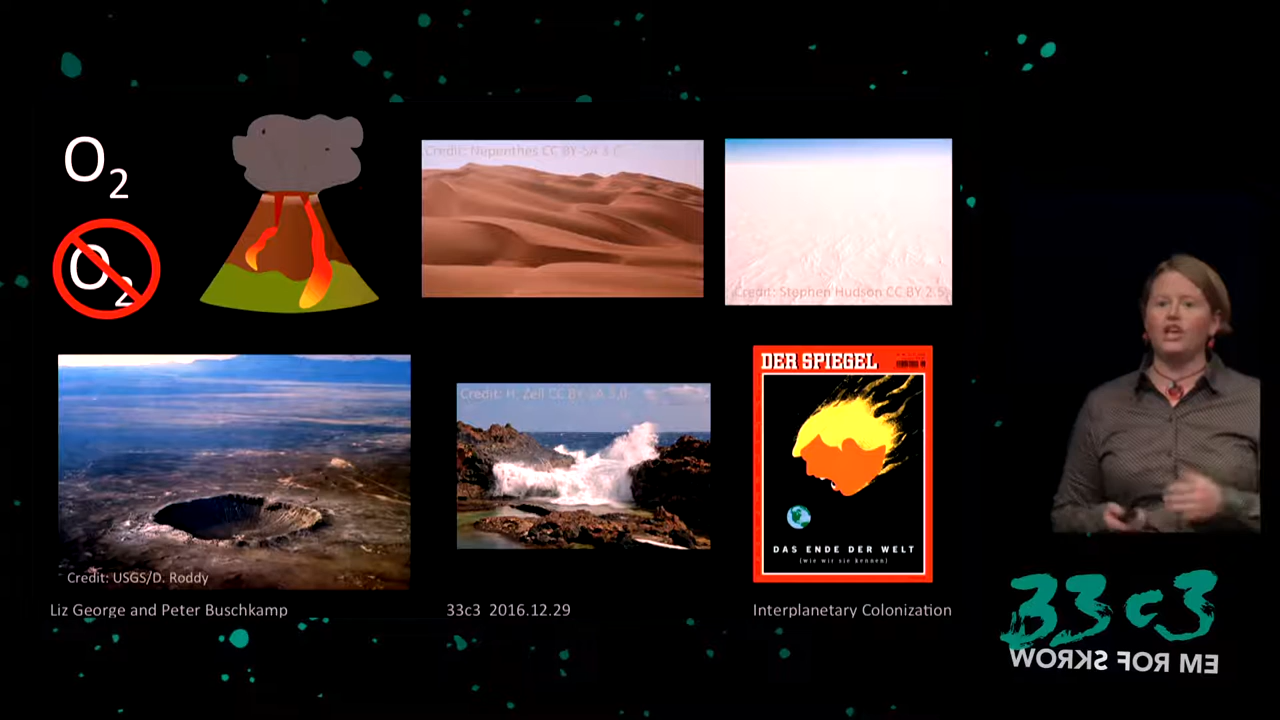 O2
O2
Credit: Nepenthes CC BY-SA 3.0
Credit: Stephen Hudson CC BY 2.5
DER SPIEGEL
DAS ENDE DER WELT
(wie wir sie kennen)
Credit: H. Zell CC BY-SA 3.0
Credit: USGS/D. Roddy
Liz George and Peter Buschkamp
33c3 2016.12.29
Interplanetary Colonization
33c3
WORKS FOR ME